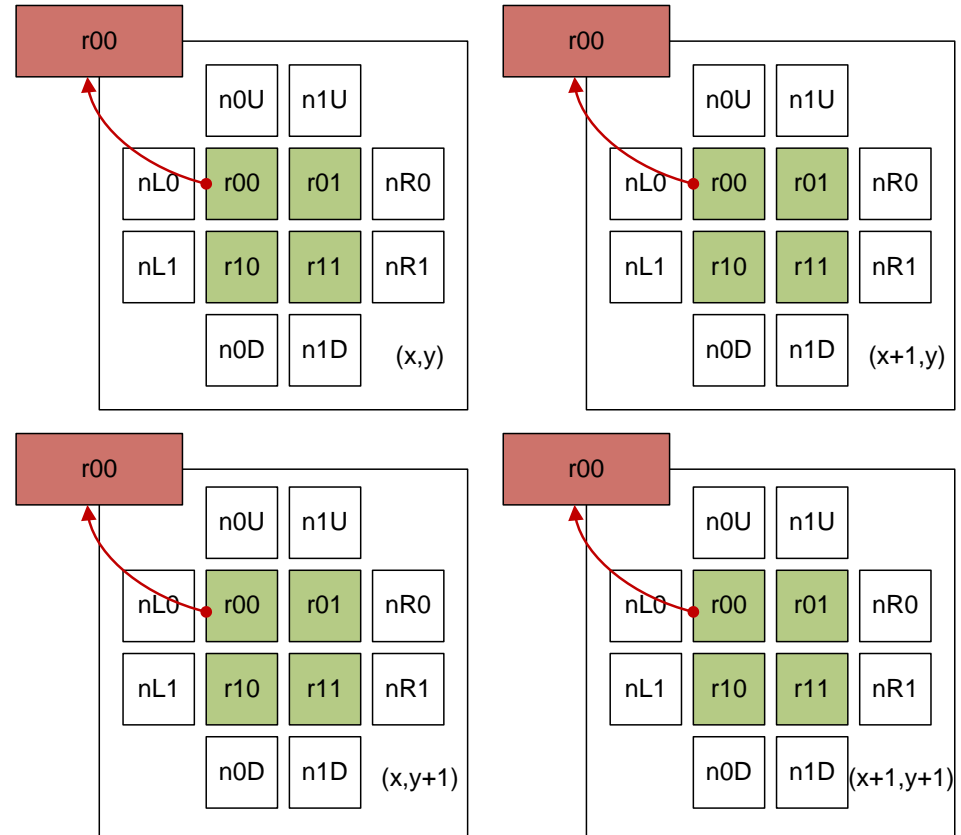 r00 r00
n0U n1U n0U n1U
nL0 r00 r01 nR0 nL0 r00 r01 nR0
nL1 r10 r11 nR1 nL1 r10 r11 nR1
n0D n1D (x,y) n0D n1D (x+1,y)
r00 r00
n0U n1U n0U n1U
nL0 r00 r01 nR0 nL0 r00 r01 nR0
nL1 r10 r11 nR1 nL1 r10 r11 nR1
n0D n1D (x,y+1) n0D n1D (x+1,y+1)